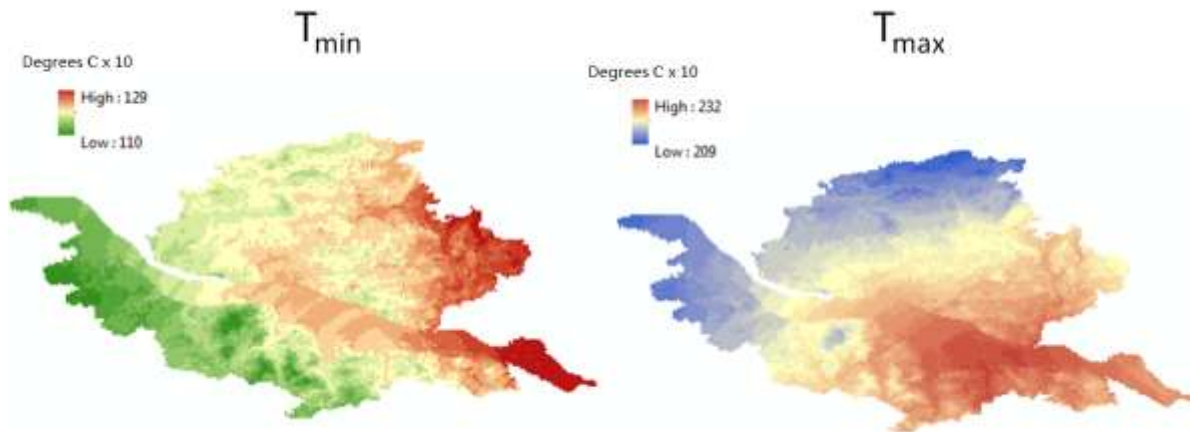 Tmin
Degrees C x 10
High : 129
Low : 110
Tmax
Degrees C x 10
High : 232
Low : 209